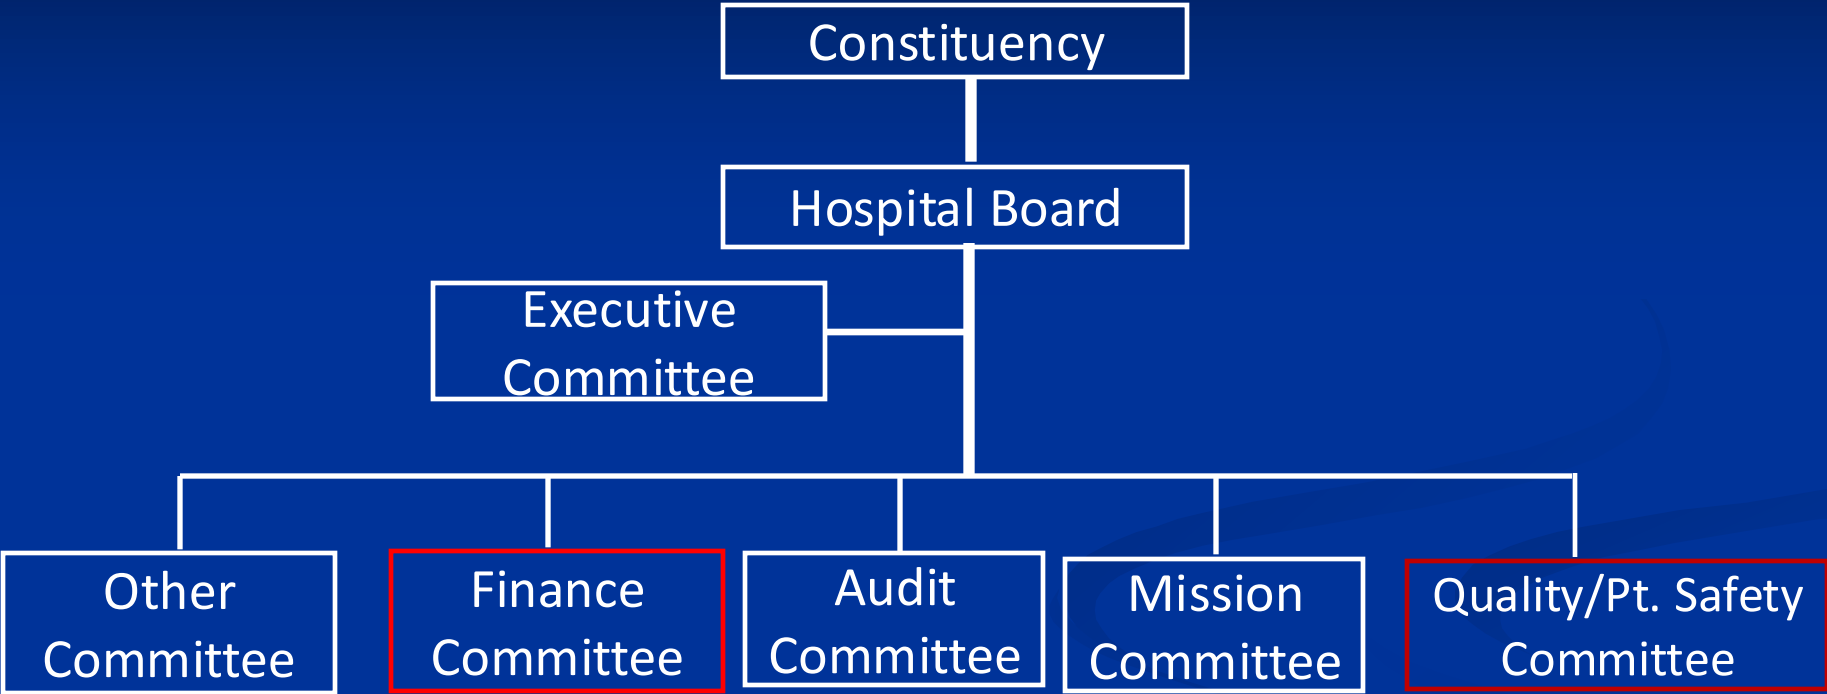 Constituency
Hospital Board
Executive
Committee
Other
Committee
Finance
Committee
Audit
Committee
Mission
Committee
Quality/Pt. Safety
Committee